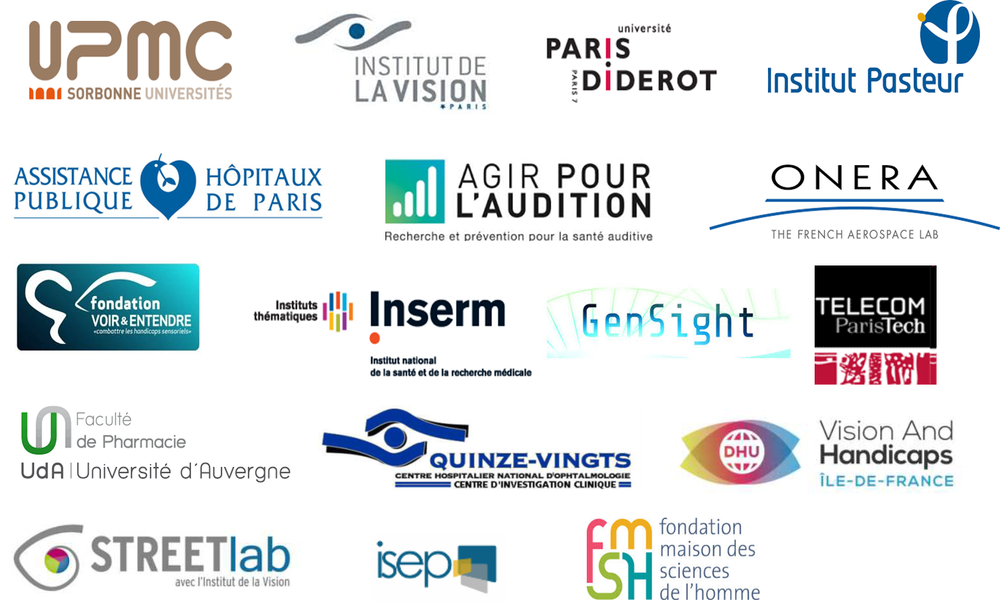 UPMC
SORBONNE UNIVERSITÉS
INSTITUT DE
LA VISION
PARIS
université
PARIS
DiDEROT
PARIS 7
Institut Pasteur
ASSISTANCE
PUBLIQUE
HÔPITAUX
DE PARIS
AGIR POUR
L'AUDITION
Recherche et prévention pour la santé auditive
ONERA
THE FRENCH AEROSPACE LAB
fondation
VOIR & ENTENDRE
«combattre les handicaps sensoriels»
Instituts
thématiques
Inserm
Institut national
de la santé et de la recherche médicale
GenSight
TELECOM
ParisTech
Faculté
de Pharmacie
UdA | Université d'Auvergne
QUINZE-VINGTS
CENTRE HOSPITALIER NATIONAL D'OPHTALMOLOGIE
CENTRE D'INVESTIGATION CLINIQUE
DHU
Vision And
Handicaps
ÎLE-DE-FRANCE
STREETlab
avec l'Institut de la Vision
isep
fm
SH
fondation
maison des
sciences
de l'homme